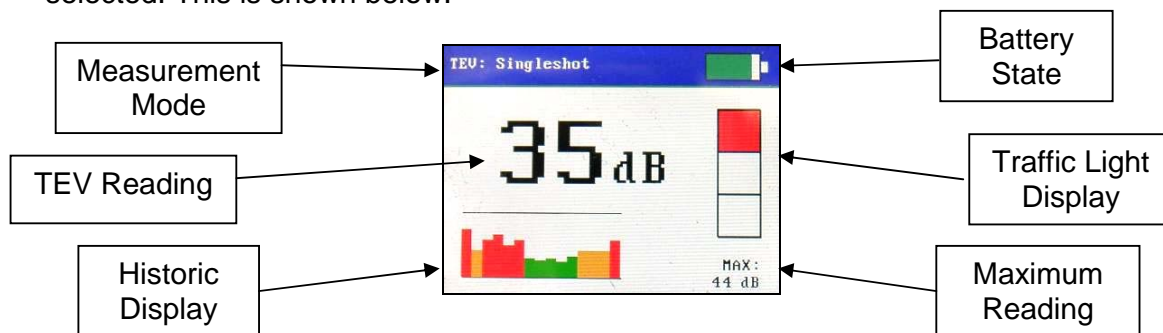 selected. This is shown below.
Measurement
Mode
TEV Reading
Historic
Display
TEV: Singleshot
35dB
MAX:
44 dB
Battery
State
Traffic Light
Display
Maximum
Reading